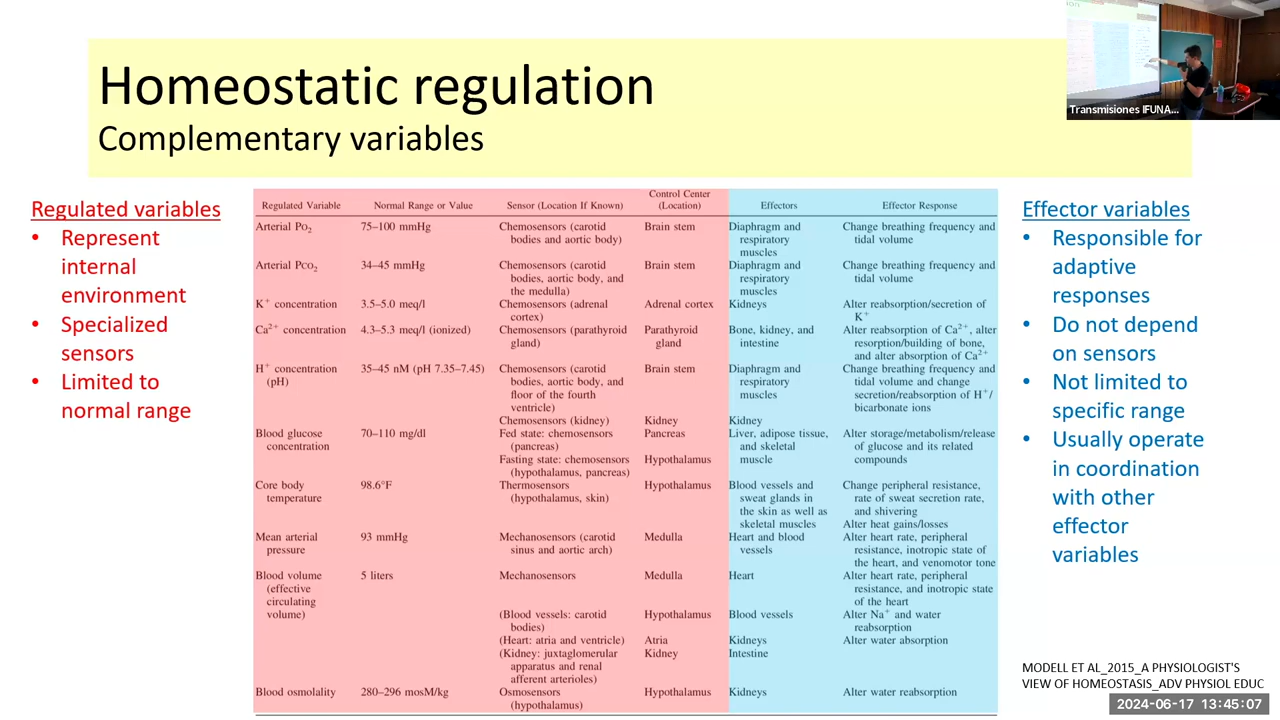 Homeostatic regulation
Complementary variables
Transmisiones IFUNA...
Regulated variables
• Represent
internal
environment
• Specialized
sensors
• Limited to
normal range
Regulated Variable Normal Range or Value Sensor (Location If Known) Control Center (Location) Effectors Effector Response
Arterial PO₂ 75–100 mmHg Chemosensors (carotid Brain stem Diaphragm and Change breathing frequency and
bodies and aortic body) respiratory tidal volume
muscles
Arterial PCO₂ 34–45 mmHg Chemosensors (carotid Brain stem Diaphragm and Change breathing frequency and
bodies, aortic body, and respiratory tidal volume
the medulla) muscles
K⁺ concentration 3.5–5.0 meq/l Chemosensors (adrenal Adrenal cortex Kidneys Alter reabsorption/secretion of
cortex) K⁺
Ca²⁺ concentration 4.3–5.3 meq/l (ionized) Chemosensors (parathyroid Parathyroid Bone, kidney, and Alter reabsorption of Ca²⁺, alter
gland) gland intestine resorption/building of bone,
and alter absorption of Ca²⁺
H⁺ concentration 35–45 nM (pH 7.35–7.45) Chemosensors (carotid Brain stem Diaphragm and Change breathing frequency and
(pH) bodies, aortic body, and respiratory tidal volume and change
floor of the fourth muscles secretion/reabsorption of H⁺/
ventricle) bicarbonate ions
Chemosensors (kidney) Kidney Kidney
Blood glucose 70–110 mg/dl Fed state: chemosensors Pancreas Liver, adipose tissue, Alter storage/metabolism/release
concentration (pancreas) and skeletal of glucose and its related
Fasting state: chemosensors Hypothalamus muscle compounds
(hypothalamus, pancreas)
Core body 98.6°F Thermosensors Hypothalamus Blood vessels and Change peripheral resistance,
temperature (hypothalamus, skin) sweat glands in rate of sweat secretion rate,
the skin as well as and shivering
skeletal muscles Alter heat gains/losses
Mean arterial 93 mmHg Mechanosensors (carotid Medulla Heart and blood Alter heart rate, peripheral
pressure sinus and aortic arch) vessels resistance, inotropic state of
the heart, and venomotor tone
Blood volume 5 liters Mechanosensors Medulla Heart Alter heart rate, peripheral
(effective resistance, and inotropic state
circulating of the heart
volume) (Blood vessels: carotid Hypothalamus Blood vessels Alter Na⁺ and water
bodies) reabsorption
(Heart: atria and ventricle) Atria Kidneys Alter water absorption
(Kidney: juxtaglomerular Kidney Intestine
apparatus and renal
afferent arterioles)
Blood osmolality 280–296 mosM/kg Osmosensors Hypothalamus Kidneys Alter water reabsorption
(hypothalamus)
Effector variables
• Responsible for
adaptive
responses
• Do not depend
on sensors
• Not limited to
specific range
• Usually operate
in coordination
with other
effector
variables
MODELL ET AL_2015_A PHYSIOLOGIST'S
VIEW OF HOMEOSTASIS_ADV PHYSIOL EDUC
2024-06-17 13:45:07